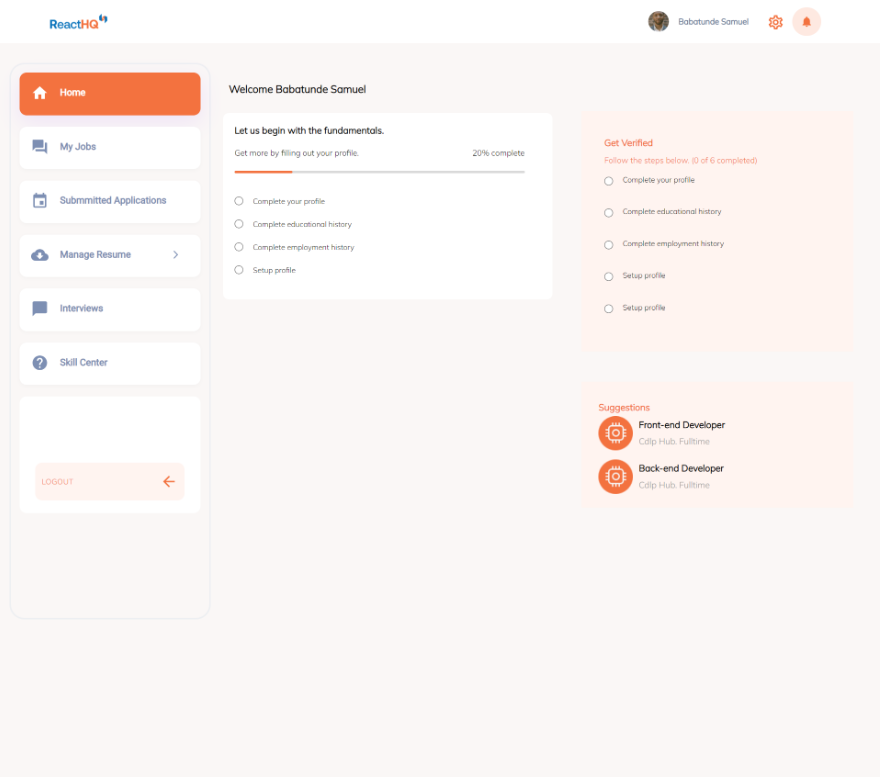 ReactHQ
Babatunde Samuel
Home
My Jobs
Submmitted Applications
Manage Resume
Interviews
Skill Center
LOGOUT
Welcome Babatunde Samuel
Let us begin with the fundamentals.
Get more by filling out your profile. 20% complete
Complete your profile
Complete educational history
Complete employment history
Setup profile
Get Verified
Follow the steps below. (0 of 6 completed)
Complete your profile
Complete educational history
Complete employment history
Setup profile
Setup profile
Suggestions
Front-end Developer
Cdlp Hub. Fulltime
Back-end Developer
Cdlp Hub. Fulltime